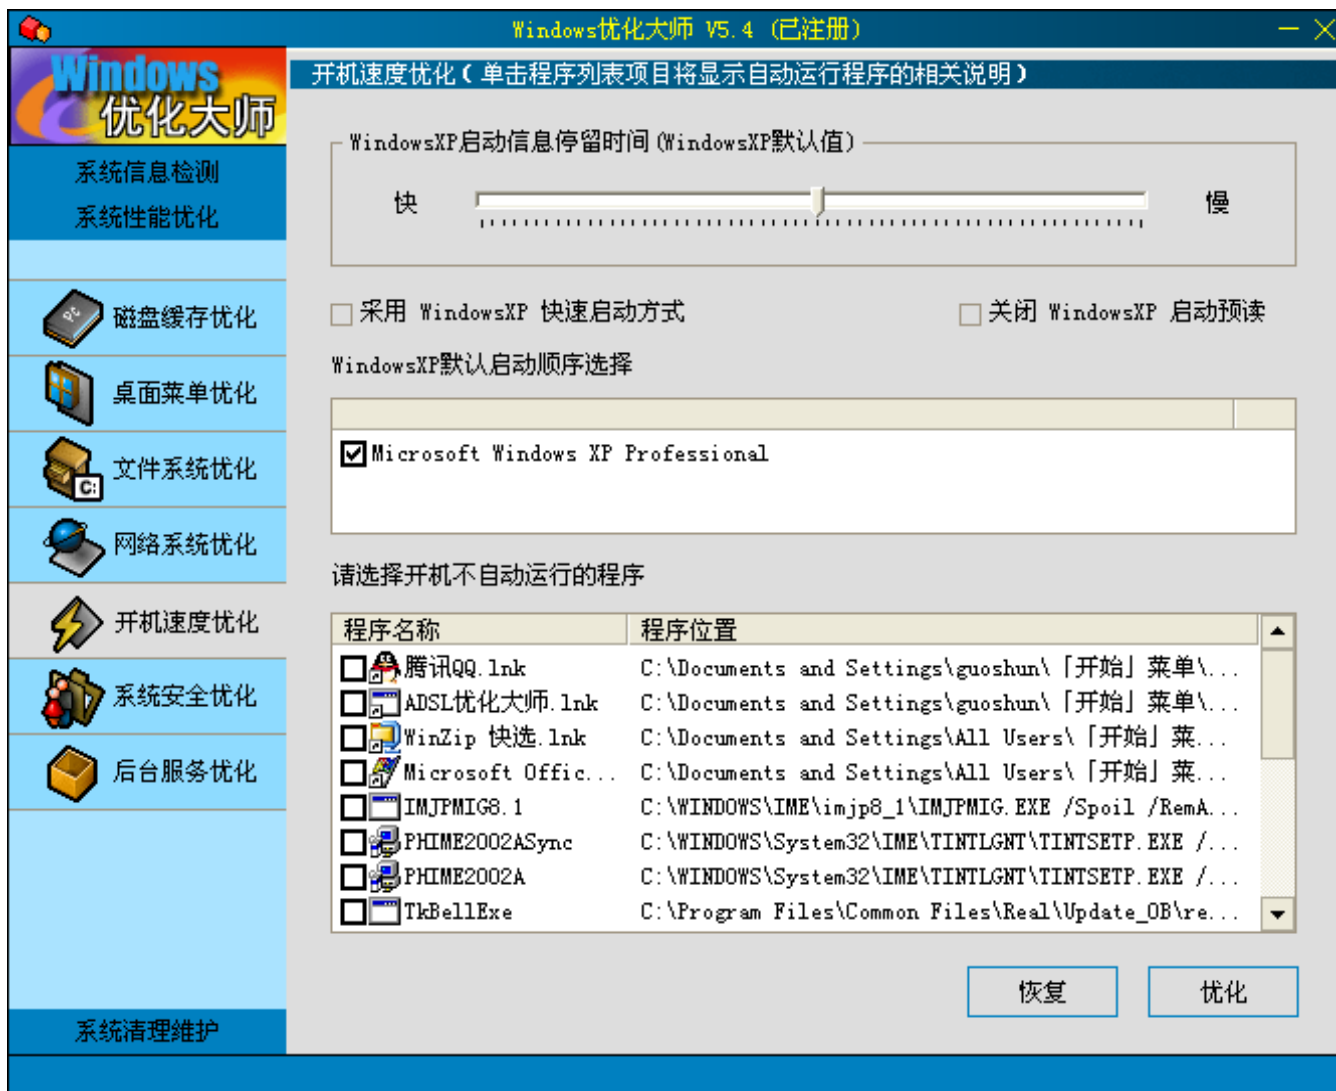 Windows优化大师 V5.4 (已注册)
Windows
优化大师
开机速度优化(单击程序列表项目将显示自动运行程序的相关说明)
系统信息检测
系统性能优化
磁盘缓存优化
桌面菜单优化
C:
文件系统优化
网络系统优化
开机速度优化
系统安全优化
后台服务优化
系统清理维护
WindowsXP启动信息停留时间(WindowsXP默认值)
快
慢
采用 WindowsXP 快速启动方式
关闭 WindowsXP 启动预读
WindowsXP默认启动顺序选择
Microsoft Windows XP Professional
请选择开机不自动运行的程序
程序名称 程序位置
腾讯QQ.lnk C:\Documents and Settings\guoshun\「开始」菜单\...
ADSL优化大师.lnk C:\Documents and Settings\guoshun\「开始」菜单\...
WinZip 快选.lnk C:\Documents and Settings\All Users\「开始」菜...
Microsoft Offic... C:\Documents and Settings\All Users\「开始」菜...
IMJPMIG8.1 C:\WINDOWS\IME\imjp8_1\IMJPMIG.EXE /Spoil /RemA...
PHIME2002ASync C:\WINDOWS\System32\IME\TINTLGNT\TINTSETP.EXE /...
PHIME2002A C:\WINDOWS\System32\IME\TINTLGNT\TINTSETP.EXE /...
TkBellExe C:\Program Files\Common Files\Real\Update_OB\re...
恢复
优化